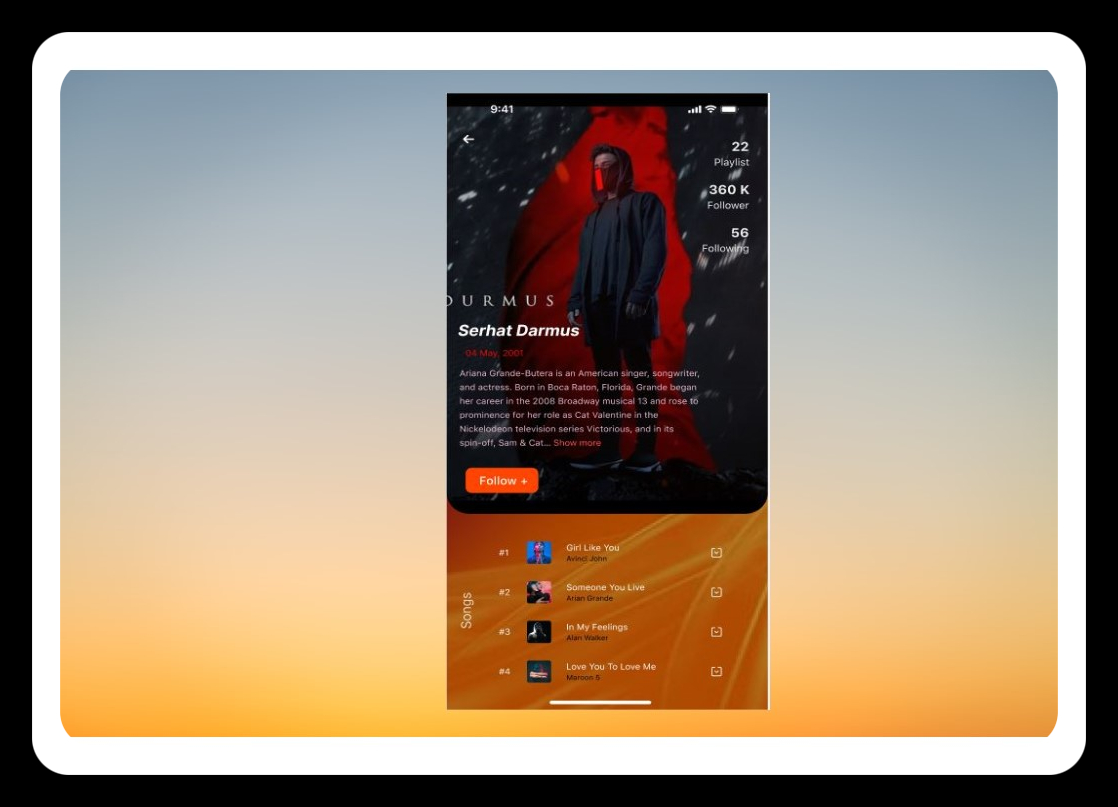 9:41
22
Playlist
360 K
Follower
56
Following
DURMUS
Serhat Darmus
04 May, 2001
Ariana Grande-Butera is an American singer, songwriter,
and actress. Born in Boca Raton, Florida, Grande began
her career in the 2008 Broadway musical 13 and rose to
prominence for her role as Cat Valentine in the
Nickelodeon television series Victorious, and in its
spin-off, Sam & Cat... Show more
Follow +
Songs
#1
Girl Like You
Avinci John
#2
Someone You Live
Arian Grande
#3
In My Feelings
Alan Walker
#4
Love You To Love Me
Maroon 5